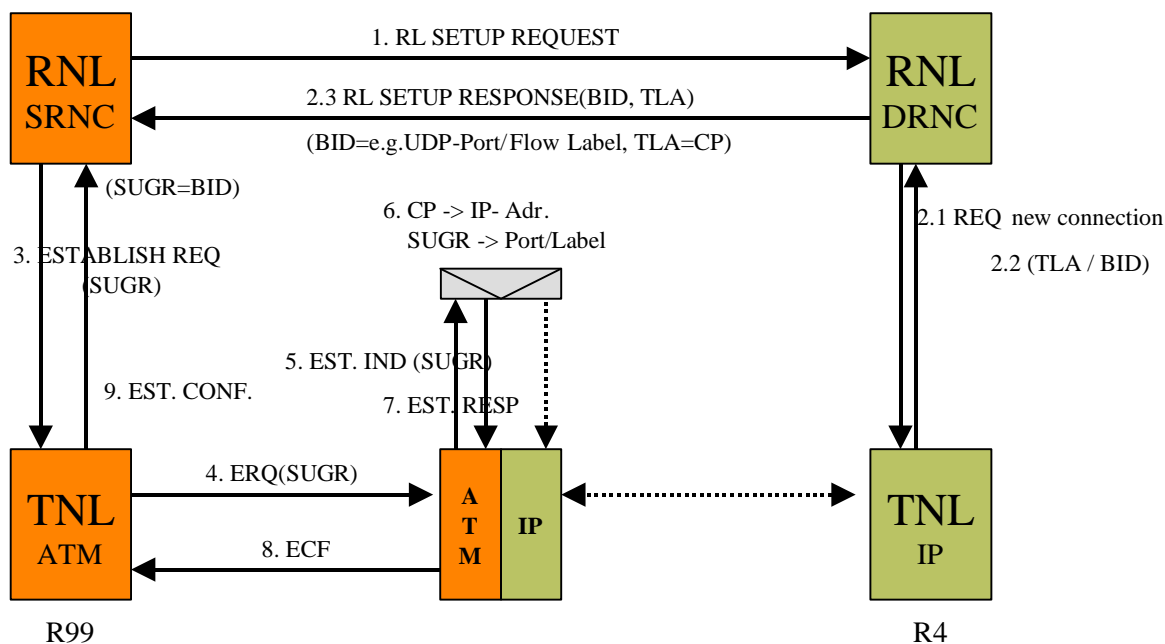 1. RL SETUP REQUEST
RNL
SRNC
RNL
DRNC
2.3 RL SETUP RESPONSE(BID, TLA)
(BID=e.g.UDP-Port/Flow Label, TLA=CP)
(SUGR=BID)
6. CP -> IP- Adr.
SUGR -> Port/Label
2.1 REQ new connection
2.2 (TLA / BID)
3. ESTABLISH REQ
(SUGR)
5. EST. IND (SUGR)
9. EST. CONF.
7. EST. RESP
4. ERQ(SUGR)
TNL
ATM
A
T
M
IP
TNL
IP
8. ECF
R99
R4